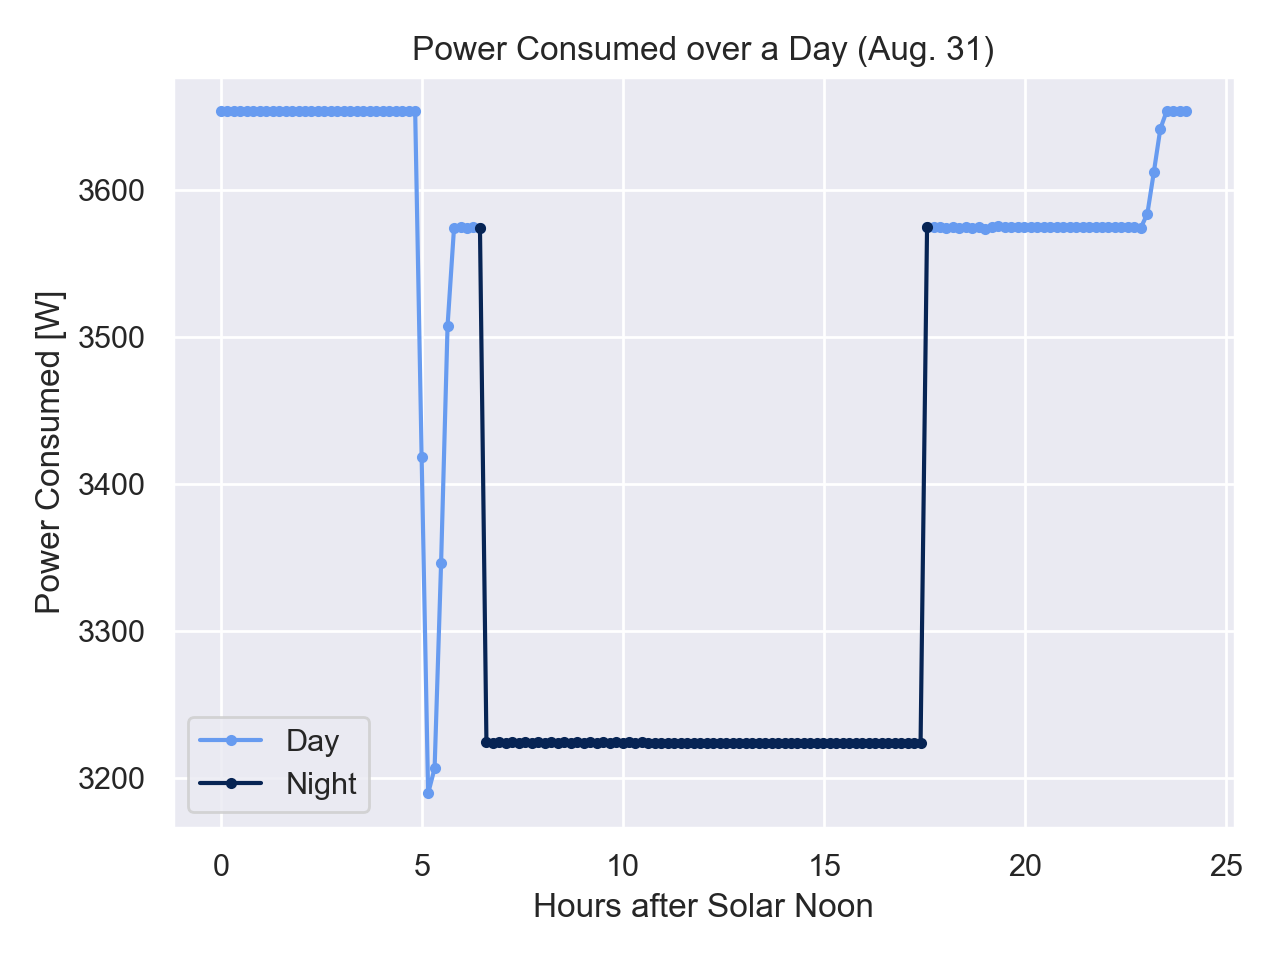 Power Consumed over a Day (Aug. 31)
Power Consumed [W]
3600
3500
3400
3300
3200
Day
Night
0 5 10 15 20 25
Hours after Solar Noon